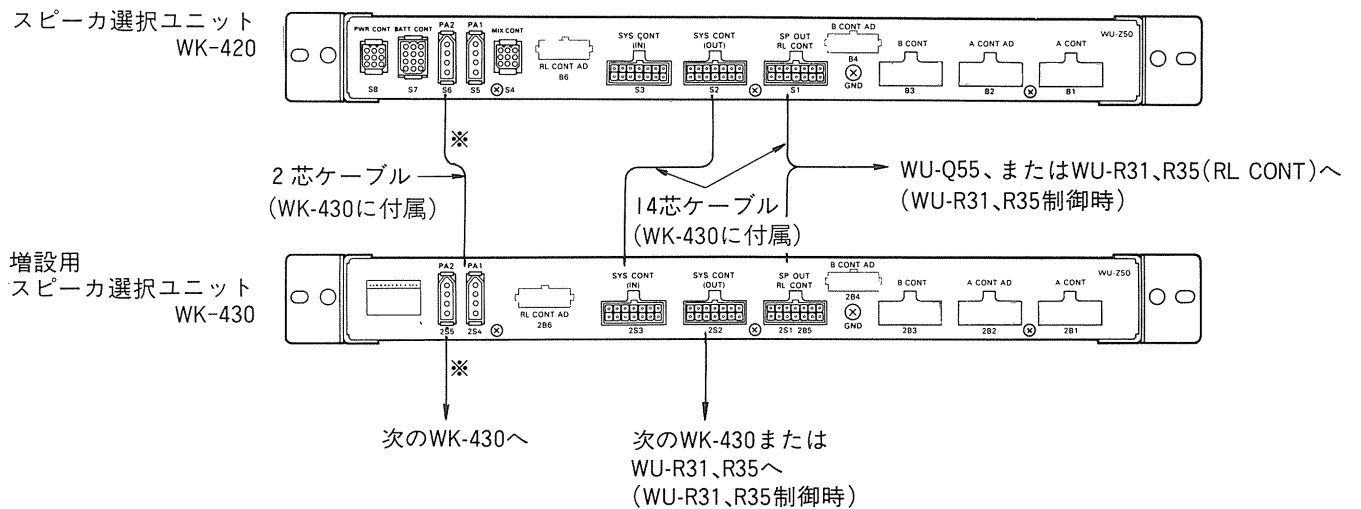 スピーカ選択ユニット
WK-420
PWR CONT
BATT CONT
PA2
PA1
MIX CONT
RL CONT AD
B6
SYS CONT
(IN)
SYS CONT
(OUT)
SP OUT
RL CONT
B CONT AD
B4
GND
B CONT
A CONT AD
A CONT
WU-Z50
S8
S7
S6
S5
S4
S3
S2
S1
B3
B2
B1
※
2芯ケーブル
(WK-430に付属)
14芯ケーブル
(WK-430に付属)
WU-Q55、またはWU-R31、R35(RL CONT)へ
(WU-R31、R35制御時)
増設用
スピーカ選択ユニット
WK-430
PA2
PA1
RL CONT AD
2B6
SYS CONT
(IN)
SYS CONT
(OUT)
SP OUT
RL CONT
B CONT AD
2B4
GND
B CONT
A CONT AD
A CONT
WU-Z50
2S5
2S4
2S3
2S2
2S1 2B5
2B3
2B2
2B1
※
次のWK-430へ
次のWK-430または
WU-R31、R35へ
(WU-R31、R35制御時)